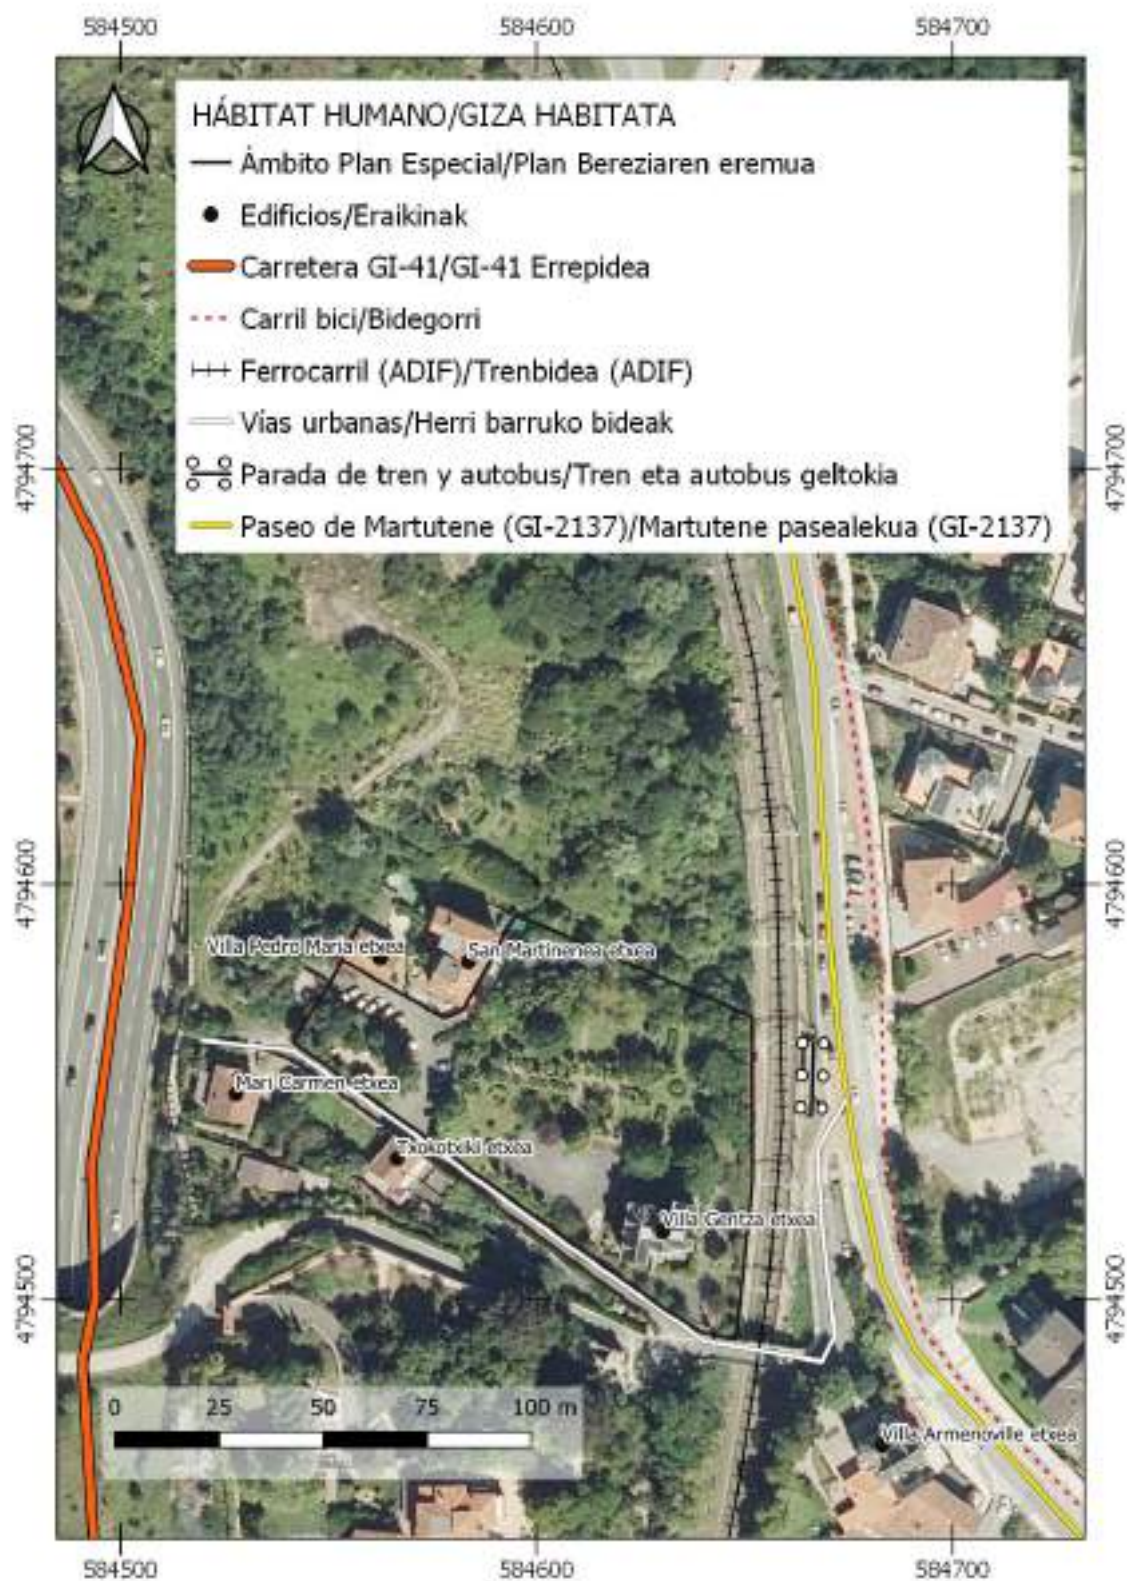 584500 584600 584700
HÁBITAT HUMANO/GIZA HABITATA
Ámbito Plan Especial/Plan Bereziaren eremua
Edificios/Eraikinak
Carretera GI-41/GI-41 Errepidea
Carril bici/Bidegorri
Ferrocarril (ADIF)/Trenbidea (ADIF)
Vías urbanas/Herri barruko bideak
Parada de tren y autobus/Tren eta autobus geltokia
Paseo de Martutene (GI-2137)/Martutene pasealekua (GI-2137)
4794700 4794700
4794600 4794600
Villa Pedro Maria etxea
San Martinenea etxea
Mari Carmen etxea
Txokotxiki etxea
Villa Gentza etxea
4794500 4794500
0 25 50 75 100 m
Villa Armenoville etxea
584500 584600 584700